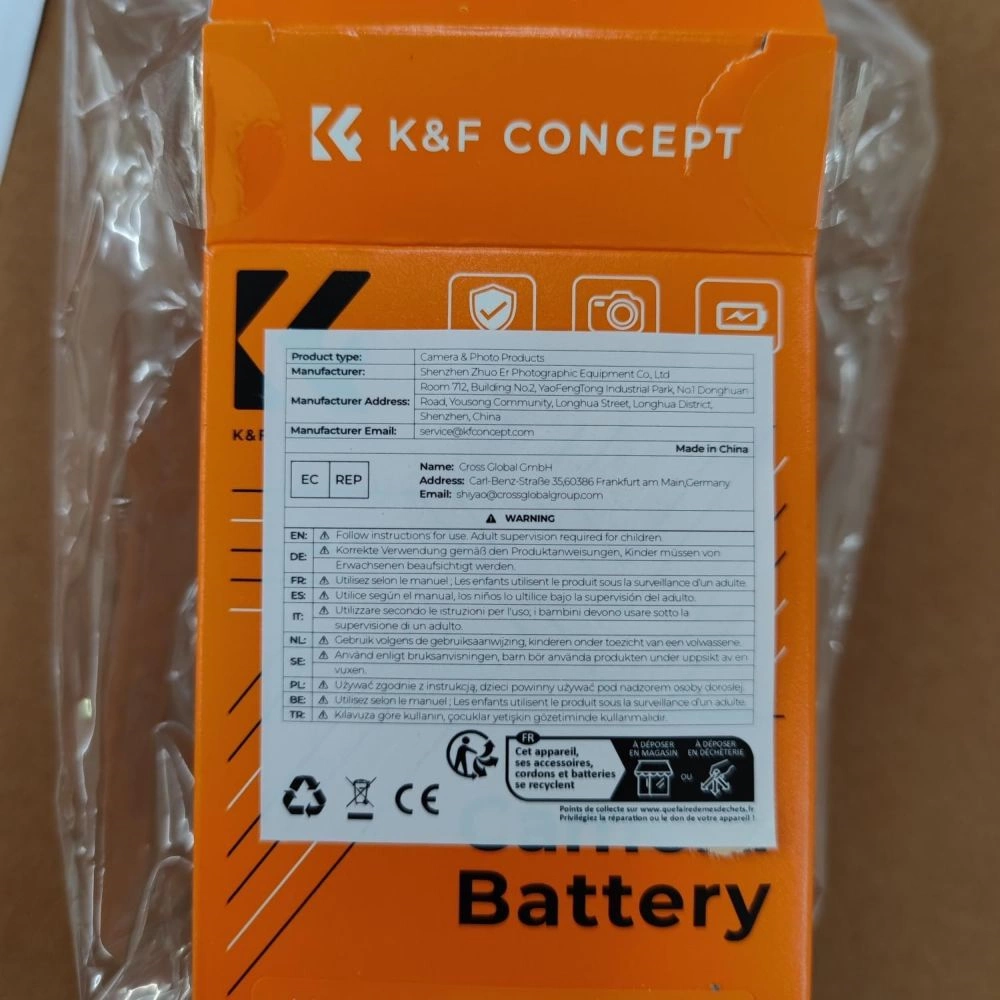 K&F CONCEPT
K&F
Product type: Camera & Photo Products
Manufacturer: Shenzhen Zhuo Er Photographic Equipment Co., Ltd
Manufacturer Address: Room 712, Building No.2, YaoFengTong Industrial Park, No.1 Donghuan
Road, Yousong Community, Longhua Street, Longhua District,
Shenzhen, China
Manufacturer Email: service@kfconcept.com
Made in China
EC REP
Name: Cross Global GmbH
Address: Carl-Benz-Straße 35,60386 Frankfurt am Main,Germany
Email: shiyao@crossglobalgroup.com
WARNING
EN: Follow instructions for use. Adult supervision required for children.
DE: Korrekte Verwendung gemäß den Produktanweisungen, Kinder müssen von
Erwachsenen beaufsichtigt werden.
FR: Utilisez selon le manuel ; Les enfants utilisent le produit sous la surveillance d'un adulte.
ES: Utilice según el manual, los niños lo ultilice bajo la supervisión del adulto.
IT: Utilizzare secondo le istruzioni per l'uso; i bambini devono usare sotto la
supervisione di un adulto.
NL: Gebruik volgens de gebruiksaanwijzing, kinderen onder toezicht van een volwassene.
SE: Använd enligt bruksanvisningen, barn bör använda produkten under uppsikt av en
vuxen.
PL: Używać zgodnie z instrukcją, dzieci powinny używać pod nadzorem osoby dorosłej.
BE: Utilisez selon le manuel ; Les enfants utilisent le produit sous la surveillance d'un adulte.
TR: Kılavuza göre kullanın, çocuklar yetişkin gözetiminde kullanmalıdır.
FR
Cet appareil,
ses accessoires,
cordons et batteries
se recyclent
À DÉPOSER
EN MAGASIN
OU
À DÉPOSER
EN DÉCHÈTERIE
Points de collecte sur www.quefairedemesdechets.fr
Privilégiez la réparation ou le don de votre appareil !
CE
Battery